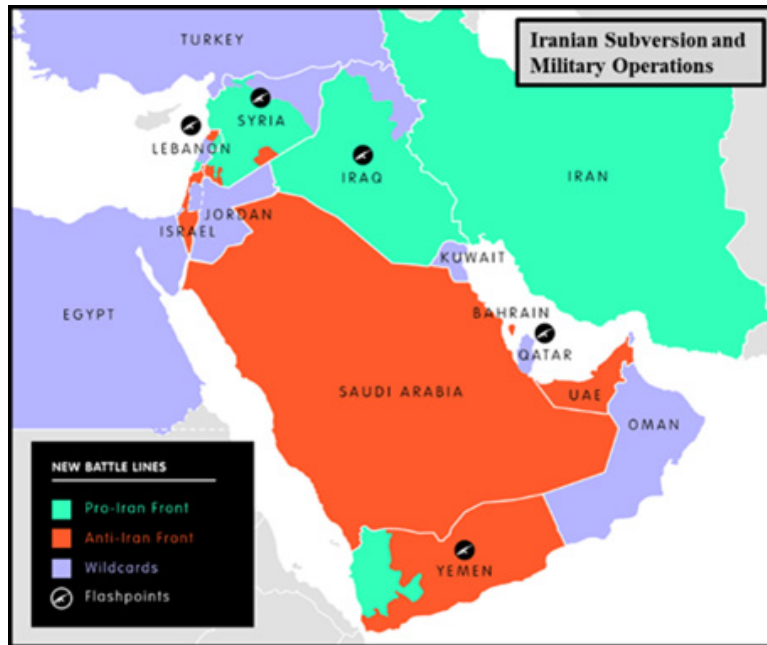 Iranian Subversion and
Military Operations
TURKEY
SYRIA
LEBANON
IRAQ
IRAN
JORDAN
ISRAEL
KUWAIT
EGYPT
BAHRAIN
QATAR
SAUDI ARABIA
UAE
OMAN
YEMEN
NEW BATTLE LINES
Pro-Iran Front
Anti-Iran Front
Wildcards
Flashpoints